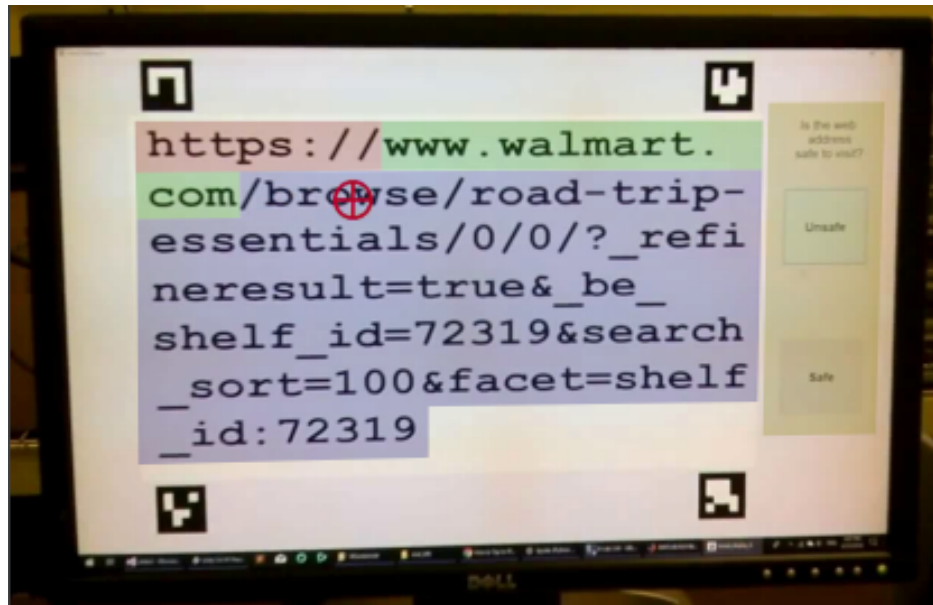 https://www.walmart.
com/browse/road-trip-
essentials/0/0/?_refi
neresult=true&_be_
shelf_id=72319&search
_sort=100&facet=shelf
_id:72319
Is the web
address
safe to visit?
Unsafe
Safe
DELL